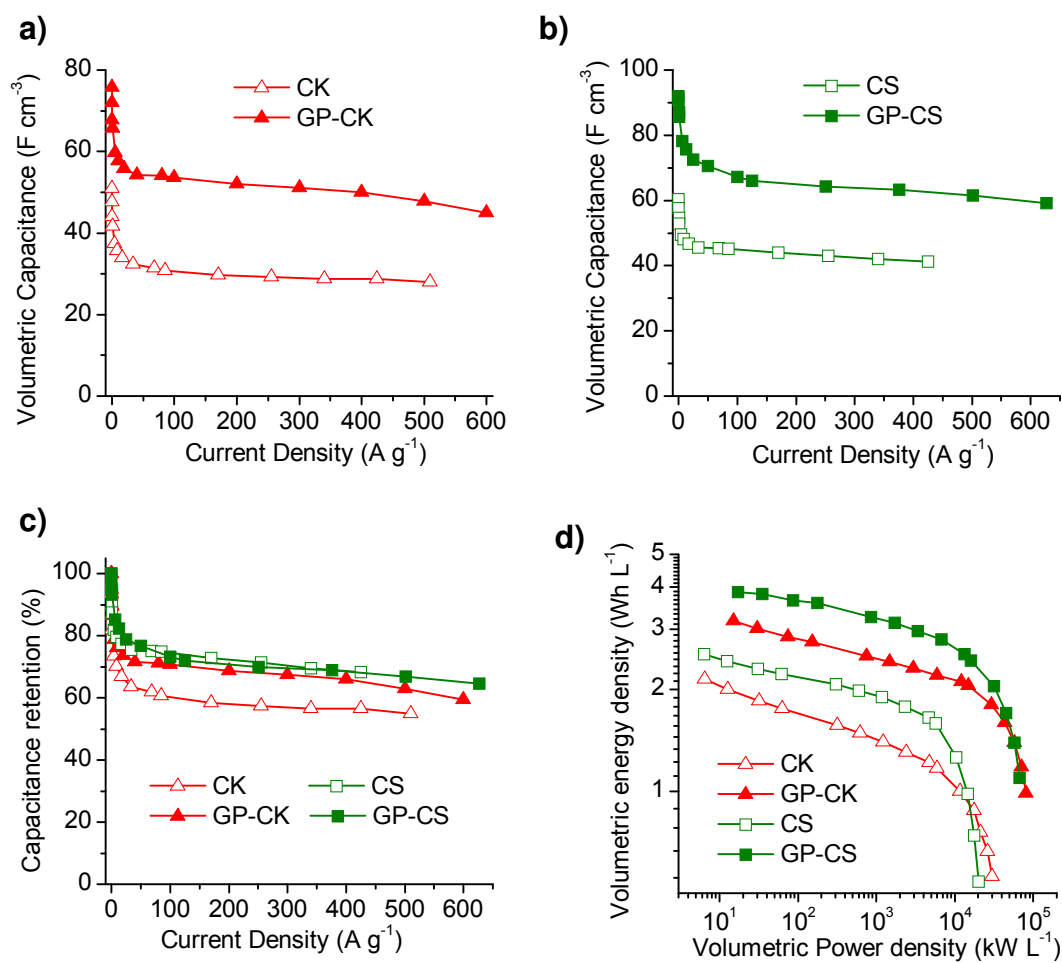 a)
Volumetric Capacitance (F cm⁻³)
80
60
40
20
0
CK
GP-CK
0 100 200 300 400 500 600
Current Density (A g⁻¹)
b)
Volumetric Capacitance (F cm⁻³)
100
80
60
40
20
0
CS
GP-CS
0 100 200 300 400 500 600
Current Density (A g⁻¹)
c)
Capacitance retention (%)
100
80
60
40
20
0
CK
CS
GP-CK
GP-CS
0 100 200 300 400 500 600
Current Density (A g⁻¹)
d)
Volumetric energy density (Wh L⁻¹)
5
4
3
2
1
CK
GP-CK
CS
GP-CS
10¹ 10² 10³ 10⁴ 10⁵
Volumetric Power density (kW L⁻¹)